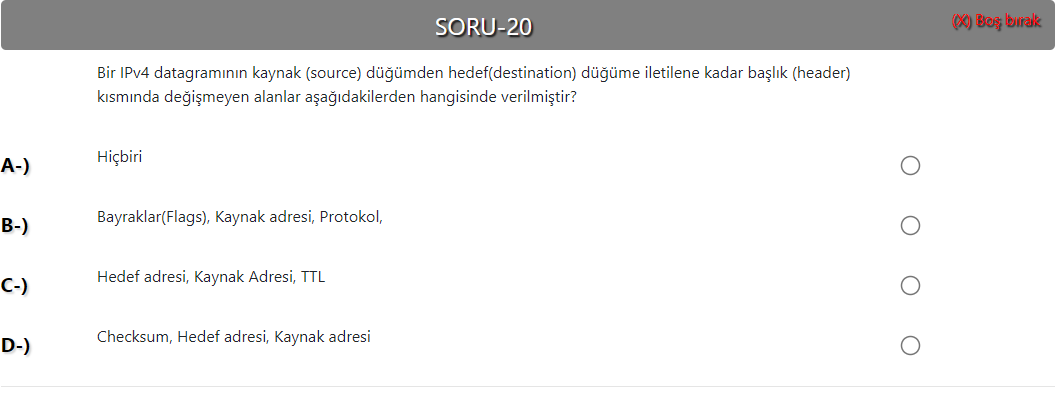 SORU-20
(X) Boş bırak
Bir IPv4 datagramının kaynak (source) düğümden hedef(destination) düğüme iletilene kadar başlık (header)
kısmında değişmeyen alanlar aşağıdakilerden hangisinde verilmiştir?
A-) Hiçbiri
B-) Bayraklar(Flags), Kaynak adresi, Protokol,
C-) Hedef adresi, Kaynak Adresi, TTL
D-) Checksum, Hedef adresi, Kaynak adresi